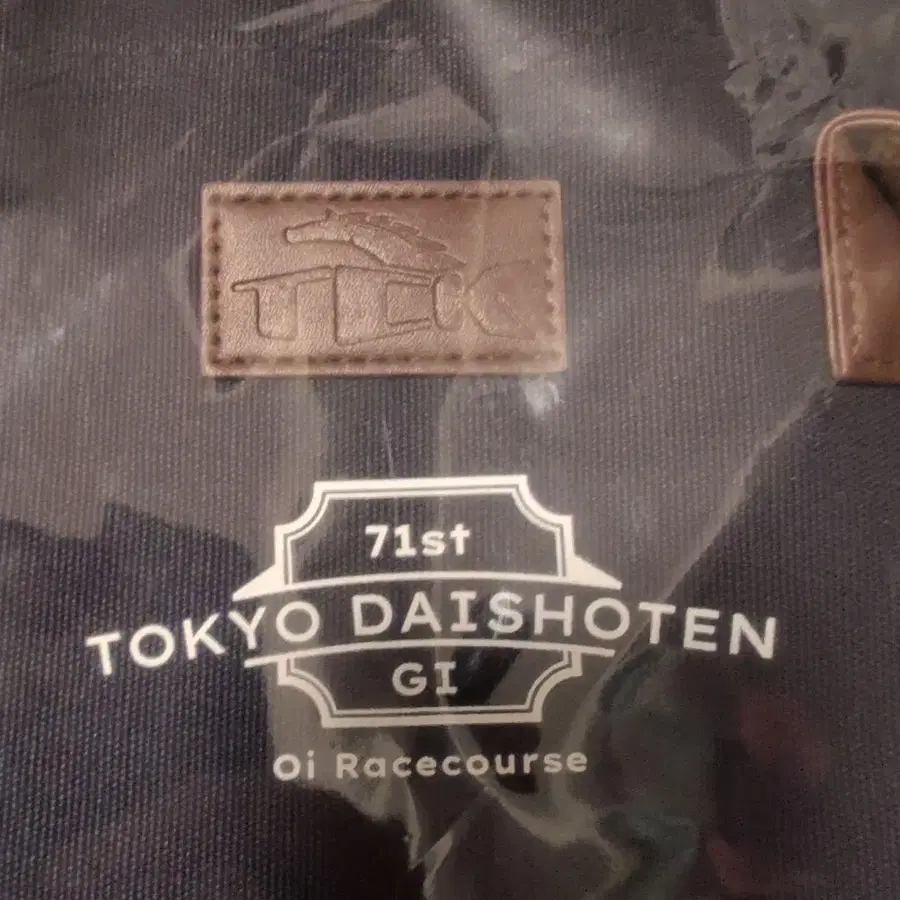 TCK
71st
TOKYO DAISHOTEN
GI
Oi Racecourse